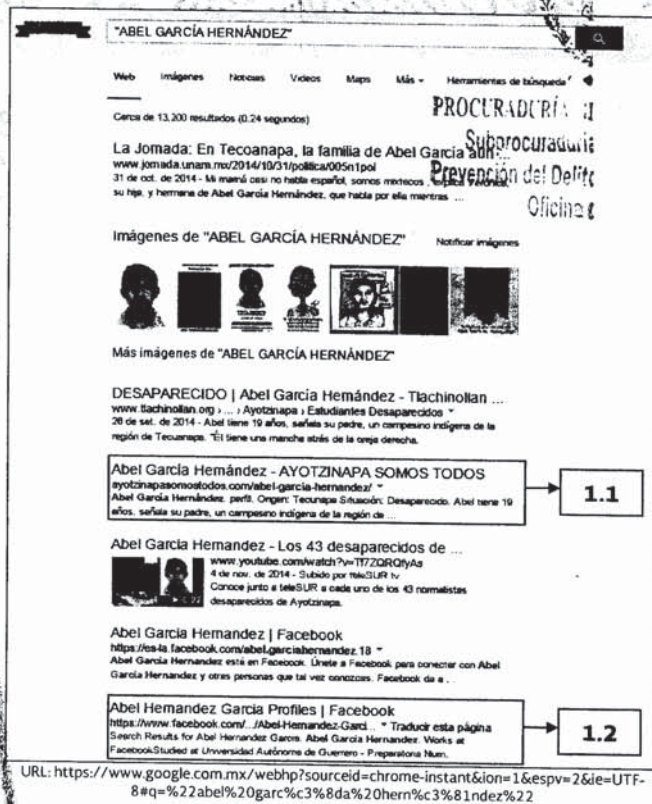 "ABEL GARCÍA HERNÁNDEZ"
Web Imágenes Noticias Videos Maps Más Herramientas de búsqueda
Cerca de 13,200 resultados (0.24 segundos)
PROCURADURÍA
Subprocuraduría
Prevención del Delito
Oficina
La Jornada: En Tecoanapa, la familia de Abel García aún ...
www.jornada.unam.mx/2014/10/31/politica/005n1pol
31 de oct. de 2014 - Mi mamá casi no habla español, somos mixtecos, explica Verónica,
su hija, y hermana de Abel García Hernández, que habla por ella mientras ...
Imágenes de "ABEL GARCÍA HERNÁNDEZ" Notificar imágenes
Más imágenes de "ABEL GARCÍA HERNÁNDEZ"
DESAPARECIDO | Abel García Hernández - Tlachinollan ...
www.tlachinollan.org › ... › Ayotzinapa › Estudiantes Desaparecidos
26 de set. de 2014 - Abel tiene 19 años, señala su padre, un campesino indígena de la
región de Tecuanapa. "Él tiene una manche atrás de la oreja derecha.
Abel García Hernández - AYOTZINAPA SOMOS TODOS
ayotzinapasomostodos.com/abel-garcia-hernandez/
Abel García Hernández. perfil. Origen: Tecunapa Situación: Desaparecido. Abel tiene 19
años, señala su padre, un campesino indígena de la región de ...
1.1
Abel García Hernandez - Los 43 desaparecidos de ...
www.youtube.com/watch?v=Tf7ZQRQfyAs
4 de nov. de 2014 - Subido por teleSUR tv
Conoce junto a teleSUR a cada uno de los 43 normalistas
desaparecidos de Ayotzinapa.
Abel Garcia Hernandez | Facebook
https://es-la.facebook.com/abel.garciahernandez.18
Abel Garcia Hernandez está en Facebook. Únete a Facebook para conectar con Abel
Garcia Hernandez y otras personas que tal vez conozcas. Facebook da a ...
Abel Hernandez Garcia Profiles | Facebook
https://www.facebook.com/.../Abel-Hernandez-Garci... Traducir esta página
Search Results for Abel Hernandez Garcia. Abel Garcia Hernandez. Works at
FacebookStudied at Universidad Autónoma de Guerrero - Preparatoria Num.
1.2
URL: https://www.google.com.mx/webhp?sourceid=chrome-instant&ion=1&espv=2&ie=UTF-
8#q=%22abel%20garc%c3%8da%20hern%c3%81ndez%22